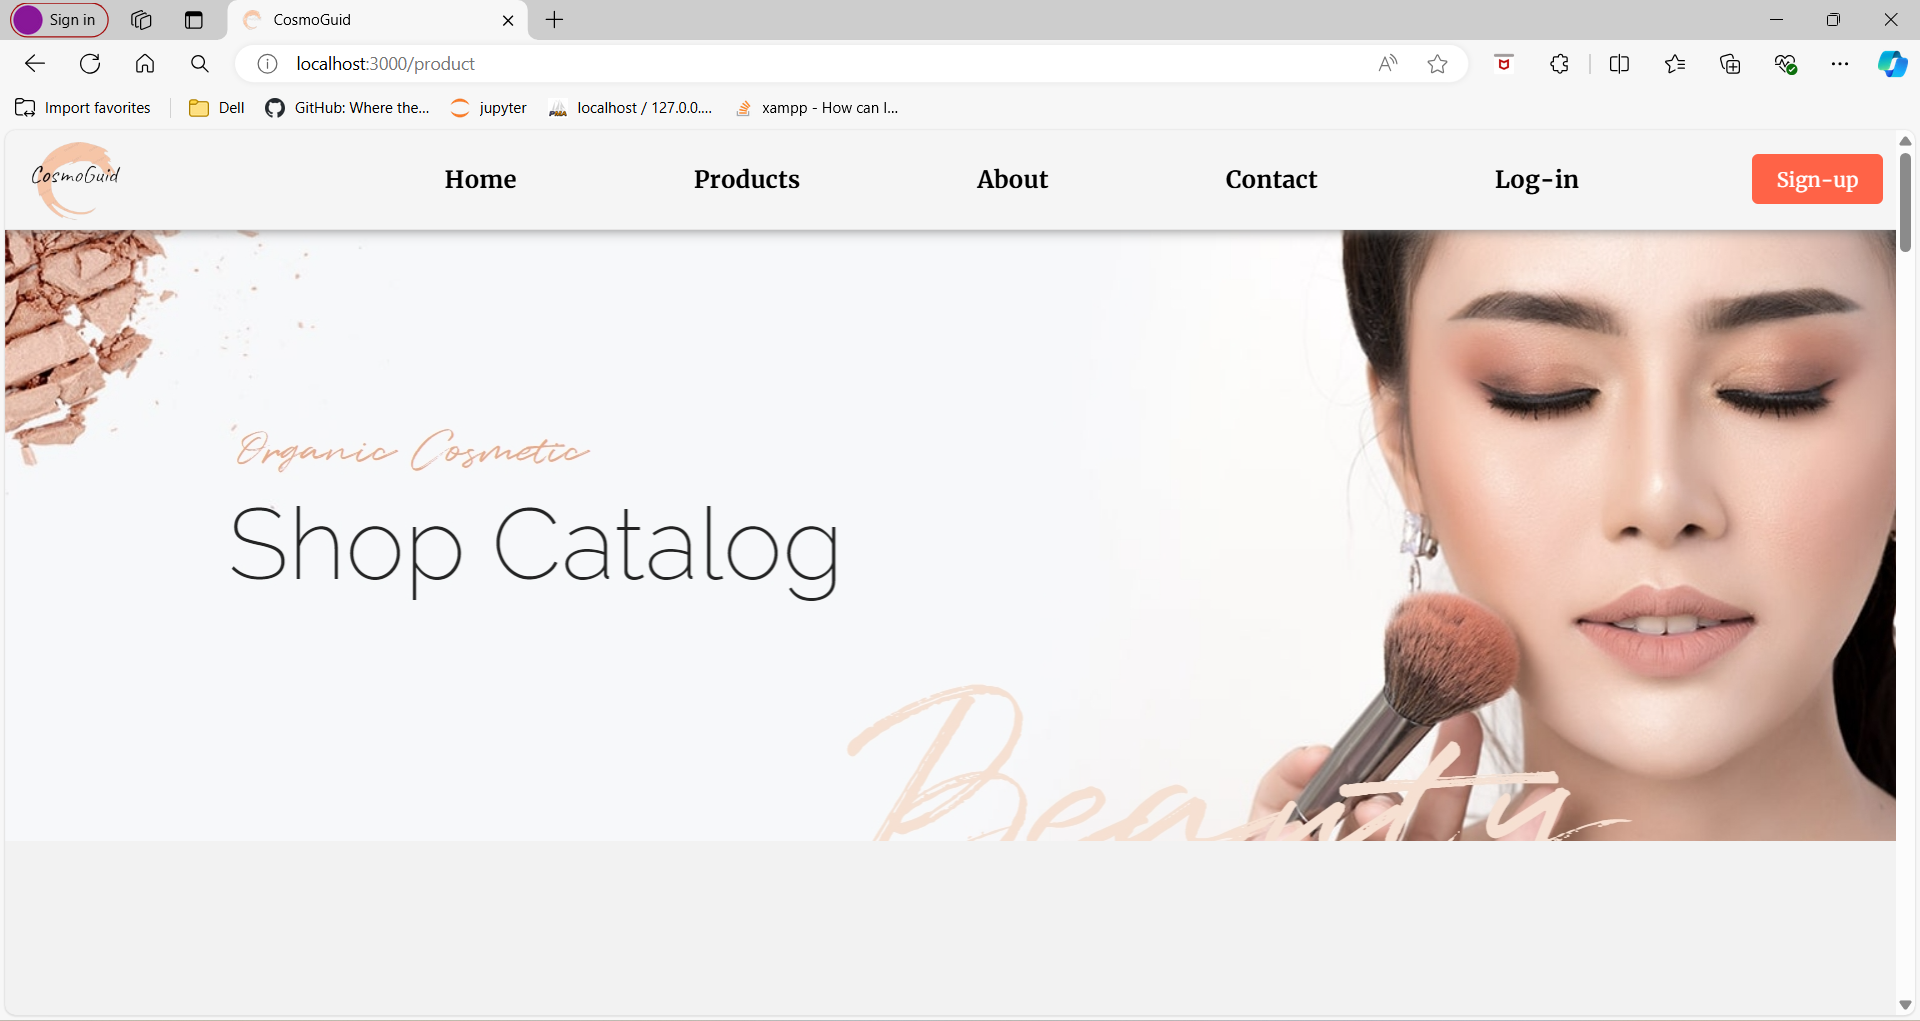 Sign in
CosmoGuid
localhost:3000/product
Import favorites
Dell
GitHub: Where the...
jupyter
localhost / 127.0.0....
xampp - How can I...
CosmoGuid
Home
Products
About
Contact
Log-in
Sign-up
Organic Cosmetic
Shop Catalog
Beauty